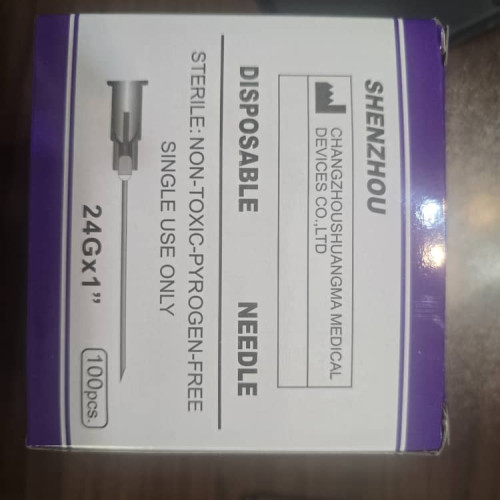 SHENZHOU
CHANGZHOUSHUANGMA MEDICAL
DEVICES CO.,LTD
DISPOSABLE NEEDLE
STERILE: NON-TOXIC-PYROGEN-FREE
SINGLE USE ONLY
24Gx1"
100pcs.